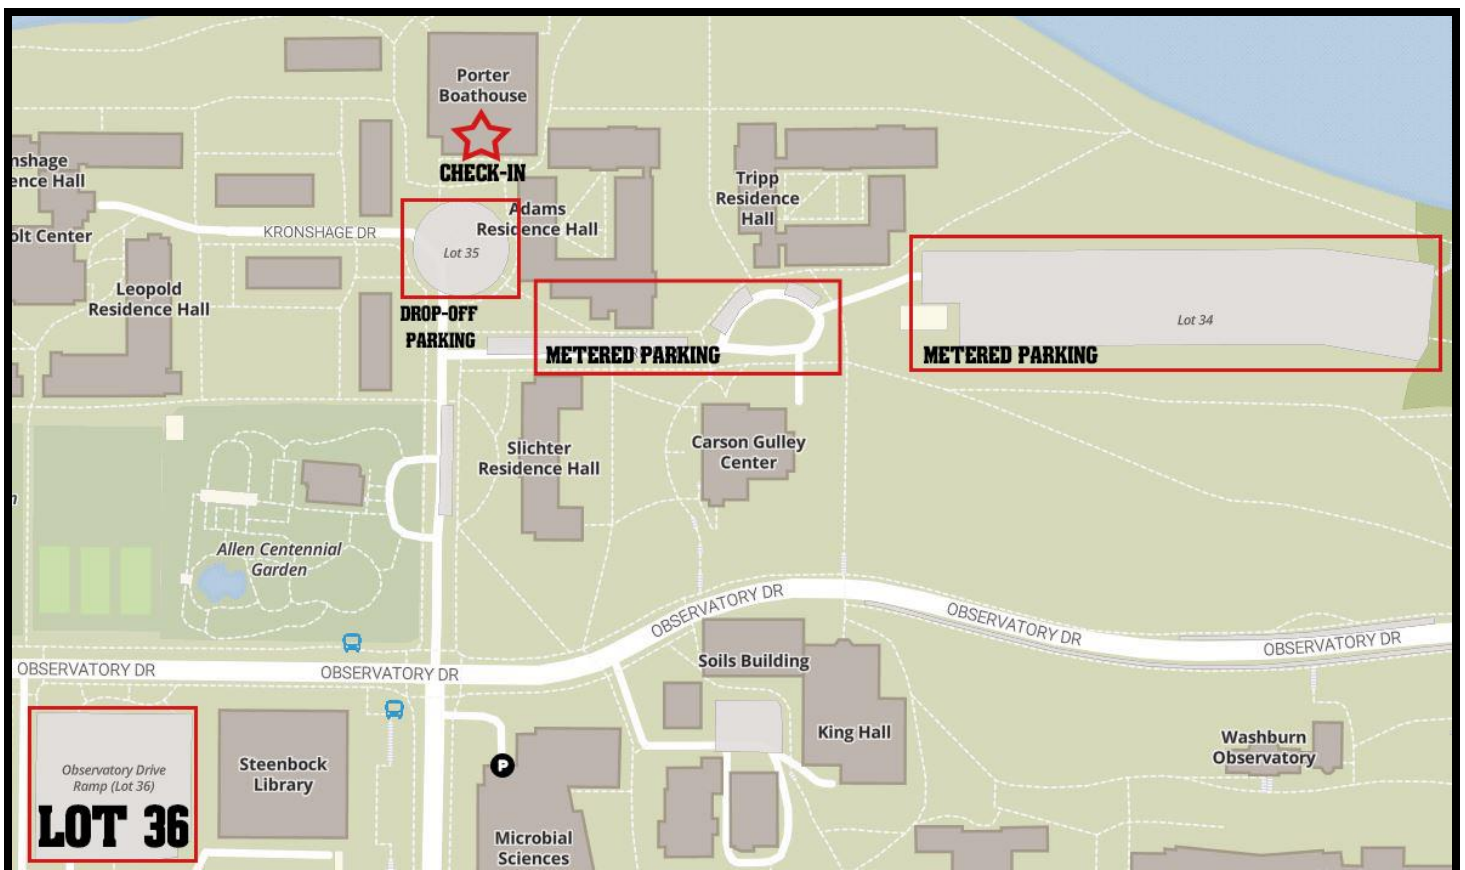 Porter
Boathouse
CHECK-IN
nshage
ence Hall
olt Center
KRONSHAGE DR
Lot 35
Adams
Residence Hall
Tripp
Residence
Hall
Leopold
Residence Hall
DROP-OFF
PARKING
METERED PARKING
Lot 34
METERED PARKING
Slichter
Residence Hall
Carson Gulley
Center
Allen Centennial
Garden
OBSERVATORY DR
OBSERVATORY DR
OBSERVATORY DR
OBSERVATORY DR
OBSERVATORY DR
Soils Building
King Hall
Washburn
Observatory
Observatory Drive
Ramp (Lot 36)
LOT 36
Steenbock
Library
P
Microbial
Sciences